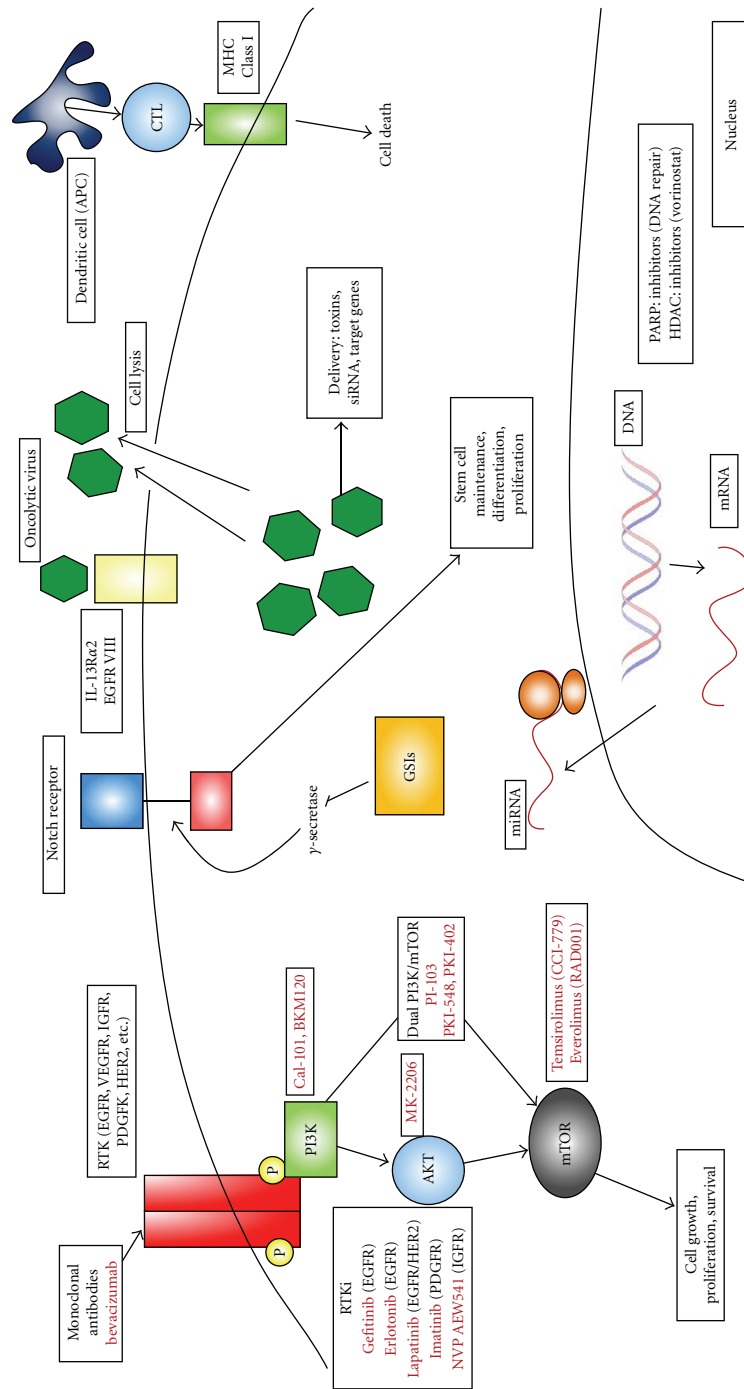 Monoclonal
antibodies
bevacizumab
RTK (EGFR, VEGFR, IGFR,
PDGFK, HER2, etc.)
P
P
PI3K
Cal-101, BKM120
RTKi
Gefitinib (EGFR)
Erlotonib (EGFR)
Lapatinib (EGFR/HER2)
Imatinib (PDGFR)
NVP AEW541 (IGFR)
AKT
MK-2206
Dual PI3K/mTOR
PI-103
PKI-548, PKI-402
mTOR
Temsirolimus (CCI-779)
Everolimus (RAD001)
Cell growth,
proliferation, survival
Notch receptor
γ-secretase
GSIs
Stem cell
maintenance,
differentiation,
proliferation
IL-13Rα2
EGFR VIII
Oncolytic virus
Cell lysis
Delivery: toxins,
siRNA, target genes
Dendritic cell (APC)
CTL
MHC
Class I
Cell death
miRNA
DNA
mRNA
PARP: inhibitors (DNA repair)
HDAC: inhibitors (vorinostat)
Nucleus